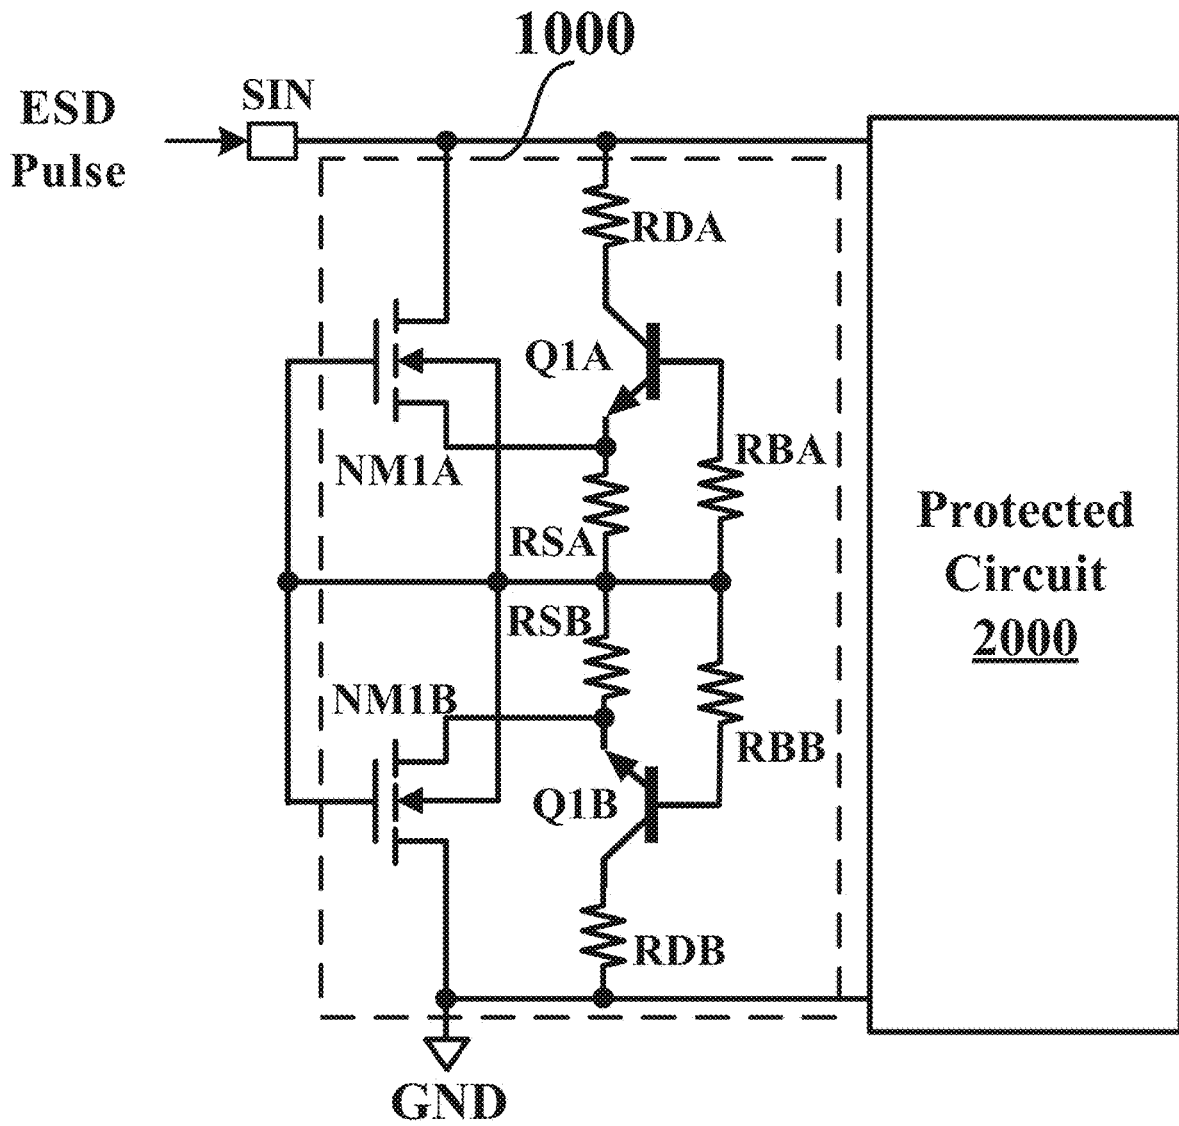 1000
ESD
Pulse
SIN
RDA
Q1A
RBA
NM1A
RSA
RSB
NM1B
RBB
Q1B
RDB
GND
Protected
Circuit
2000